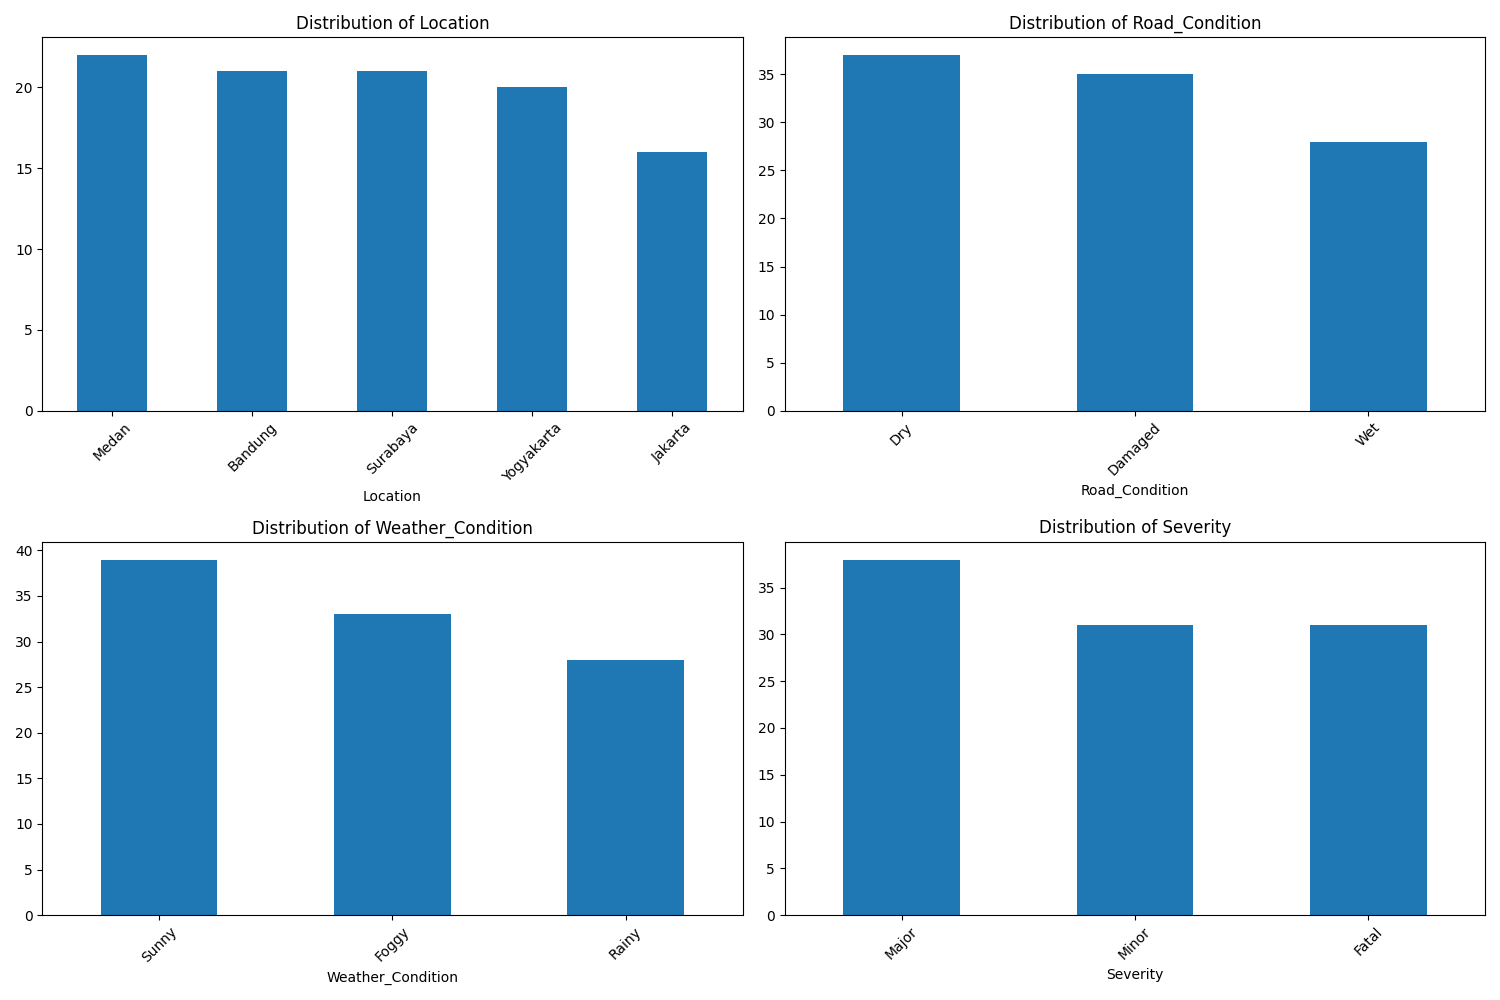 Distribution of Location
20
15
10
5
0
Medan
Bandung
Surabaya
Yogyakarta
Jakarta
Location
Distribution of Road_Condition
35
30
25
20
15
10
5
0
Dry
Damaged
Wet
Road_Condition
Distribution of Weather_Condition
40
35
30
25
20
15
10
5
0
Sunny
Foggy
Rainy
Weather_Condition
Distribution of Severity
35
30
25
20
15
10
5
0
Major
Minor
Fatal
Severity